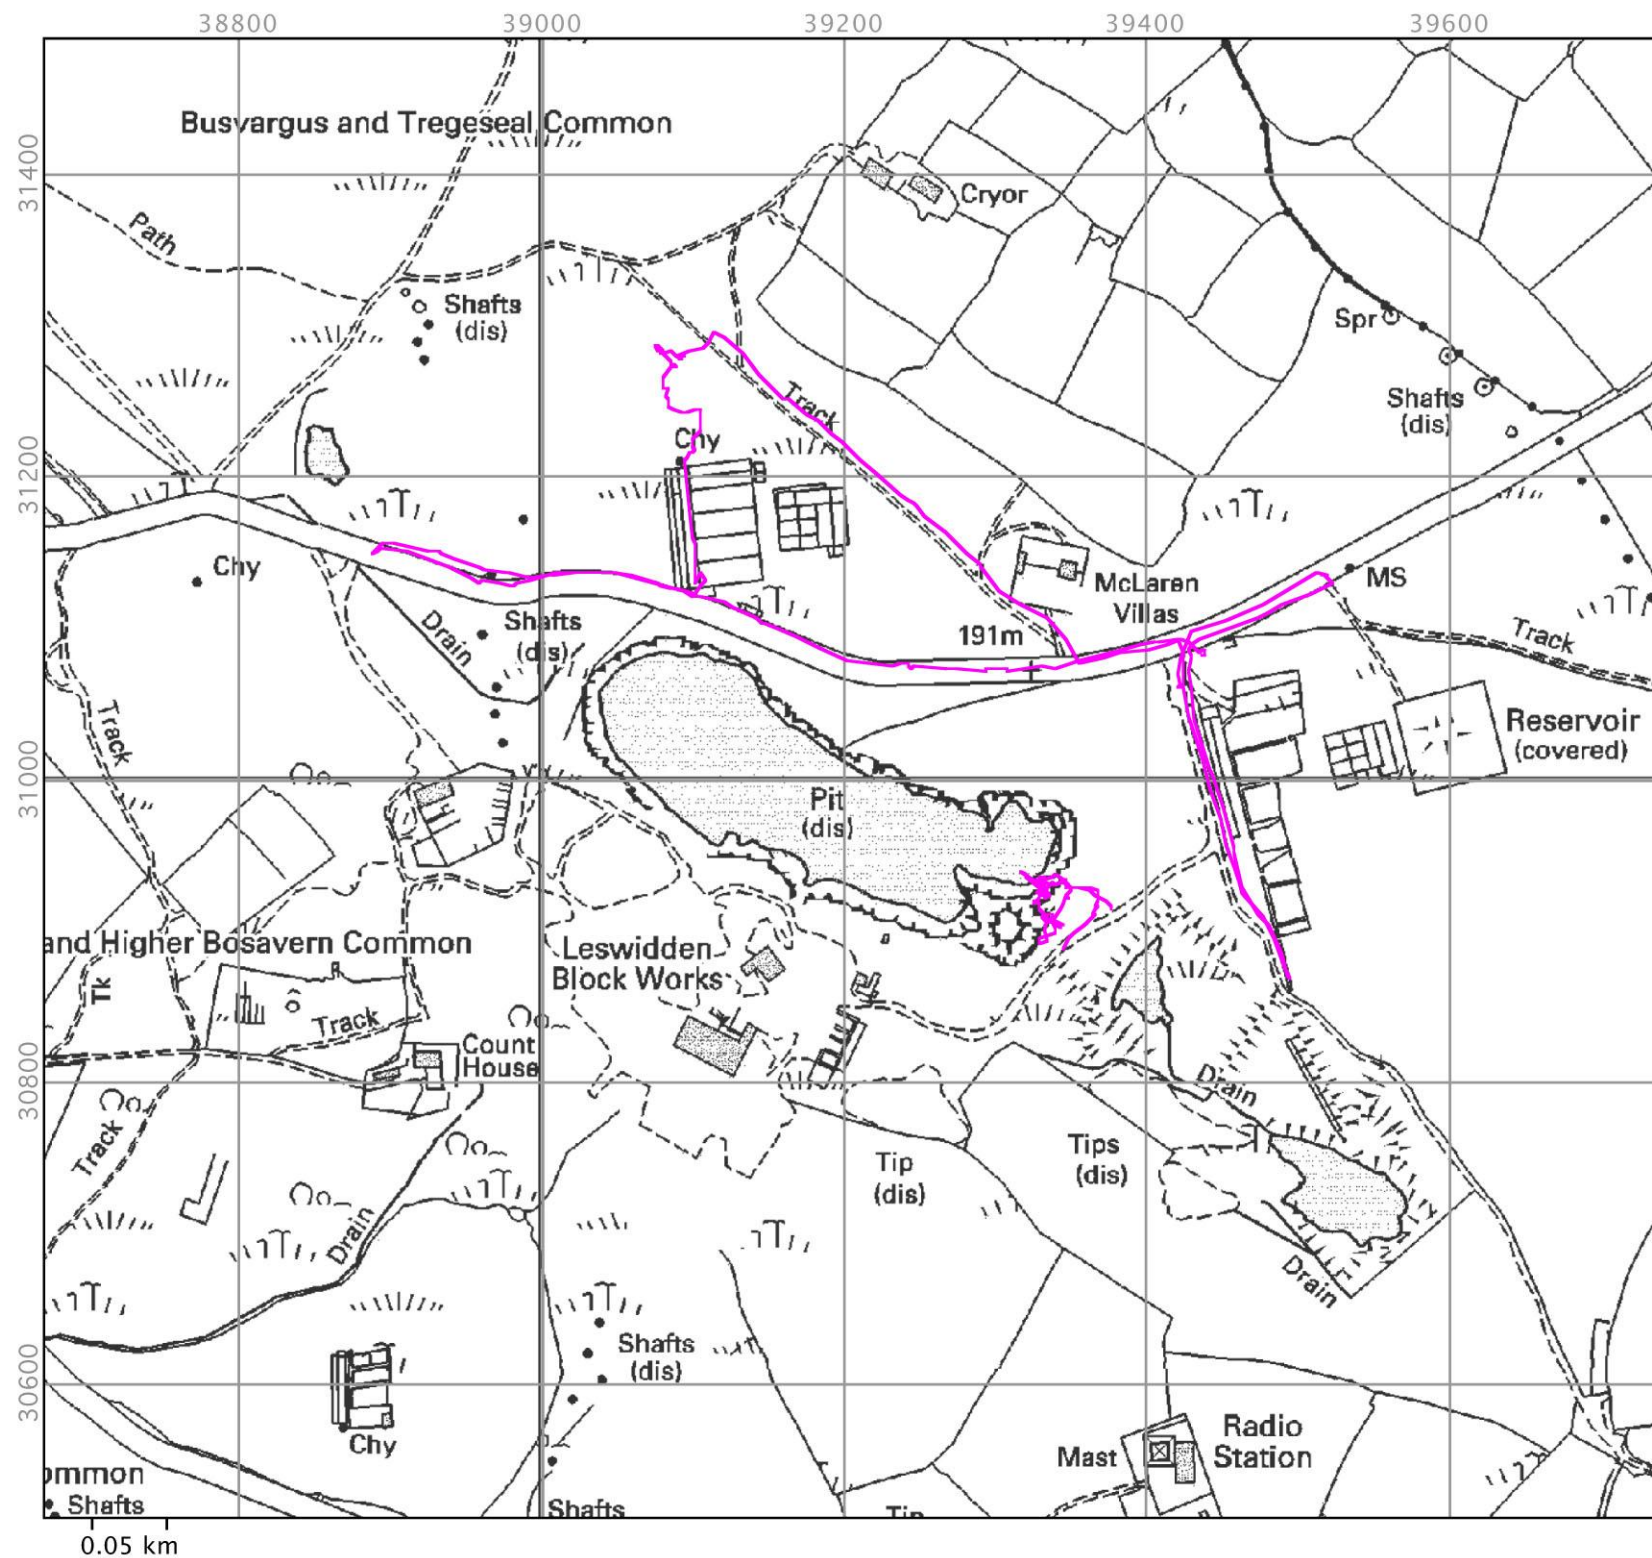 38800 39000 39200 39400 39600
31400
31200
31000
30800
30600
Busvargus and Tregeseal Common
Path
Cryor
Shafts
(dis)
Spr
Shafts
(dis)
Track
Chy
Chy
MS
McLaren
Villas
Shafts
(dis)
191m
Drain
Track
Track
Reservoir
(covered)
Pit
(dis)
and Higher Bosavern Common
Leswidden
Block Works
Tk
Track
Count
House
Drain
Track
Tips
(dis)
Tip
(dis)
Drain
Drain
Shafts
(dis)
Radio
Station
Mast
Chy
ommon
Shafts
Shafts
Tip
0.05 km